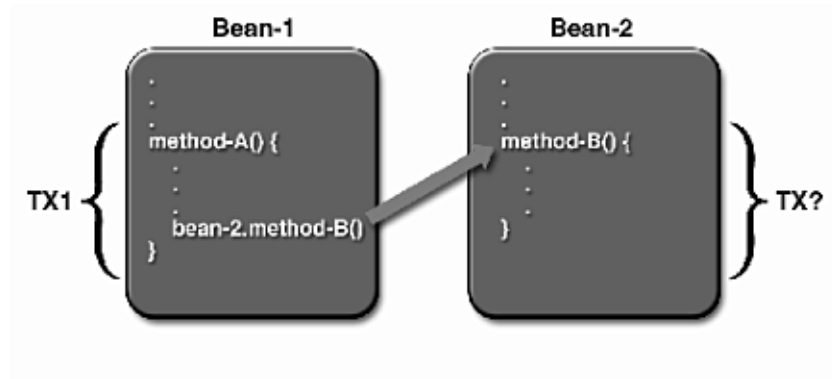 Bean-1
.
.
.
method-A() {
.
.
.
bean-2.method-B()
}
TX1 {
Bean-2
.
.
.
method-B() {
.
.
.
}
} TX?